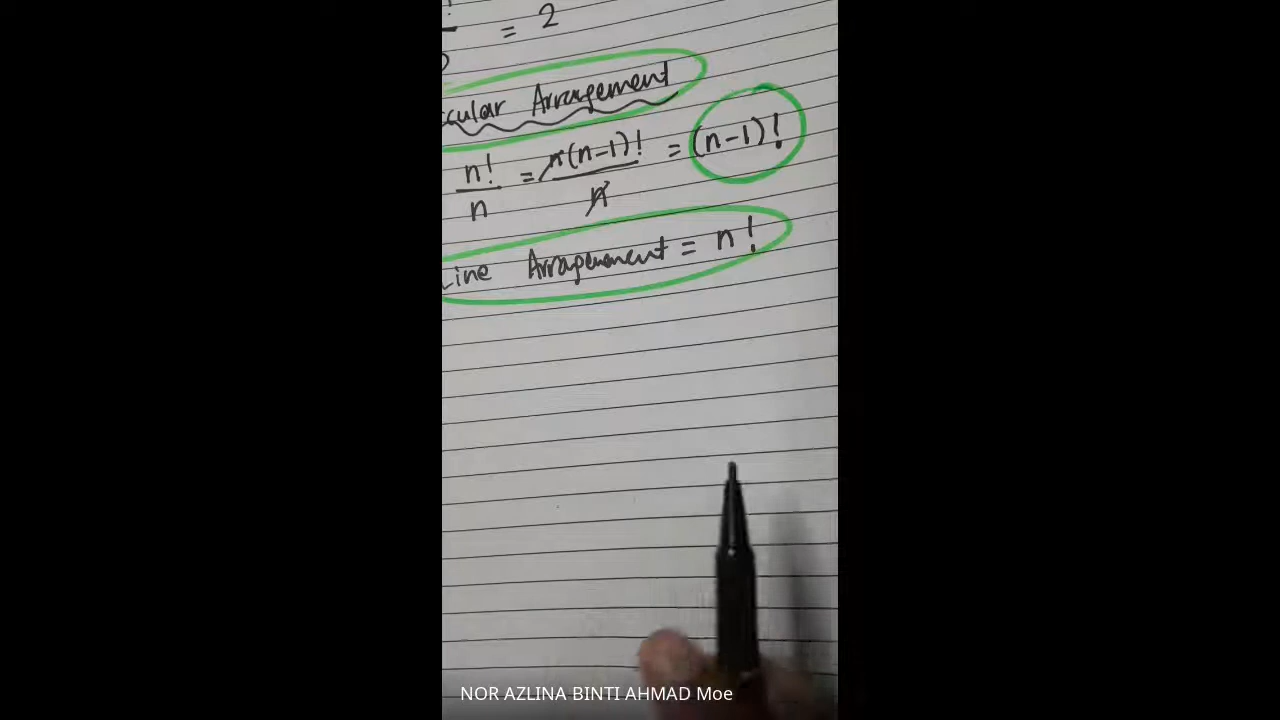 = 2
cular Arragement
n!/n = n(n-1)!/n = (n-1)!
Line Arragement = n!
NOR AZLINA BINTI AHMAD Moe